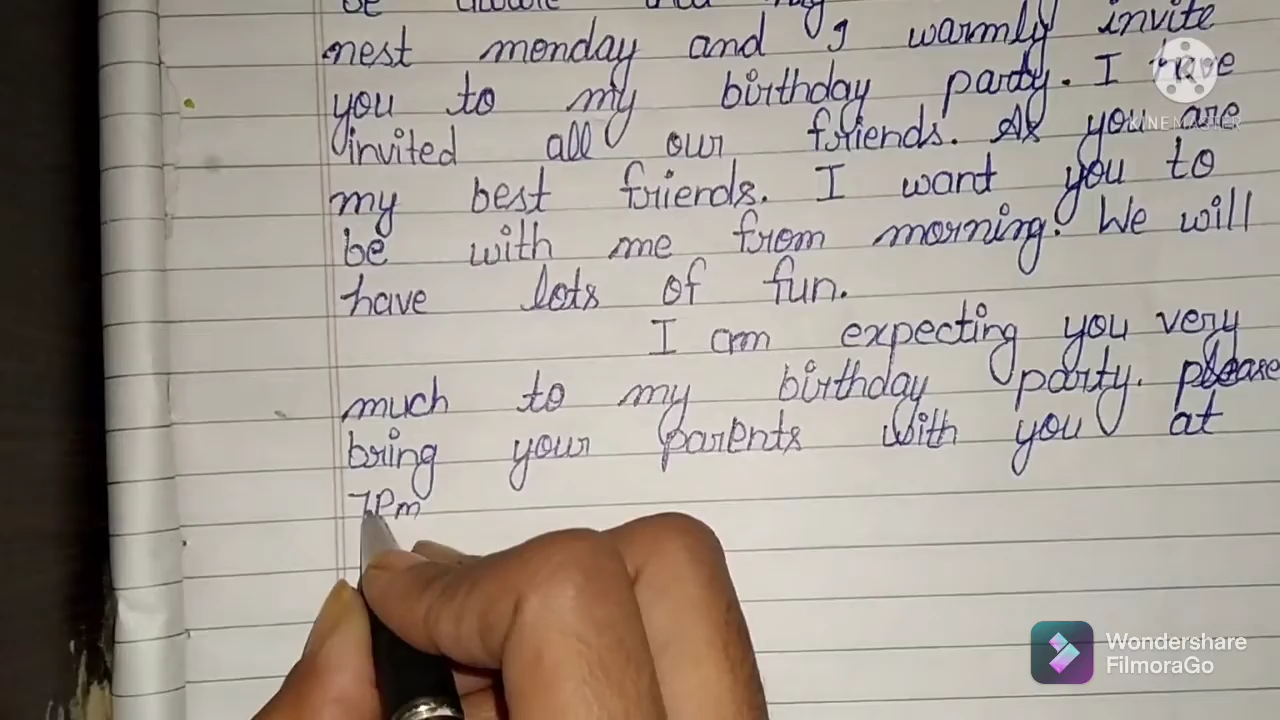 be
nest monday and I warmly invite
you to my birthday party. I have
invited all our friends. As you are
my best friends. I want you to
be with me from morning. We will
have lots of fun.
I am expecting you very
much to my birthday party. please
bring your parents with you at
7Pm
KINEMASTER
Wondershare
FilmoraGo